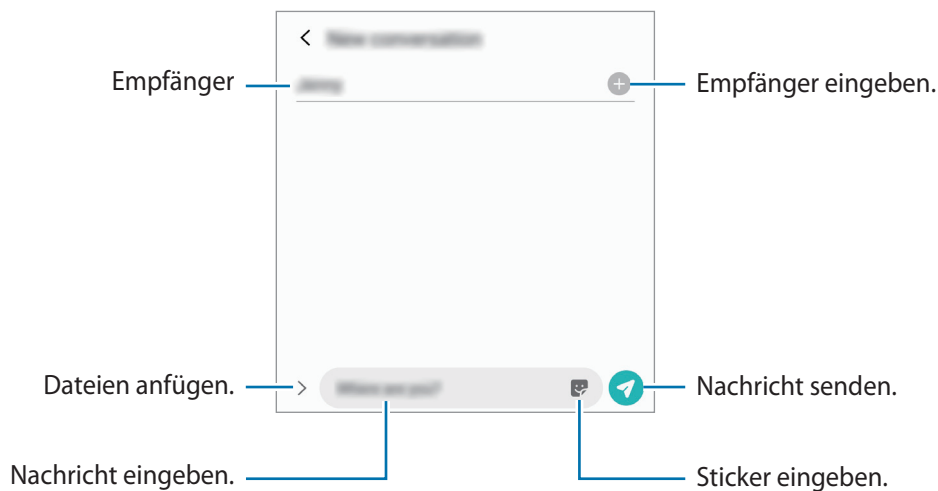 Empfänger
Empfänger eingeben.
Dateien anfügen.
Nachricht senden.
Nachricht eingeben.
Sticker eingeben.